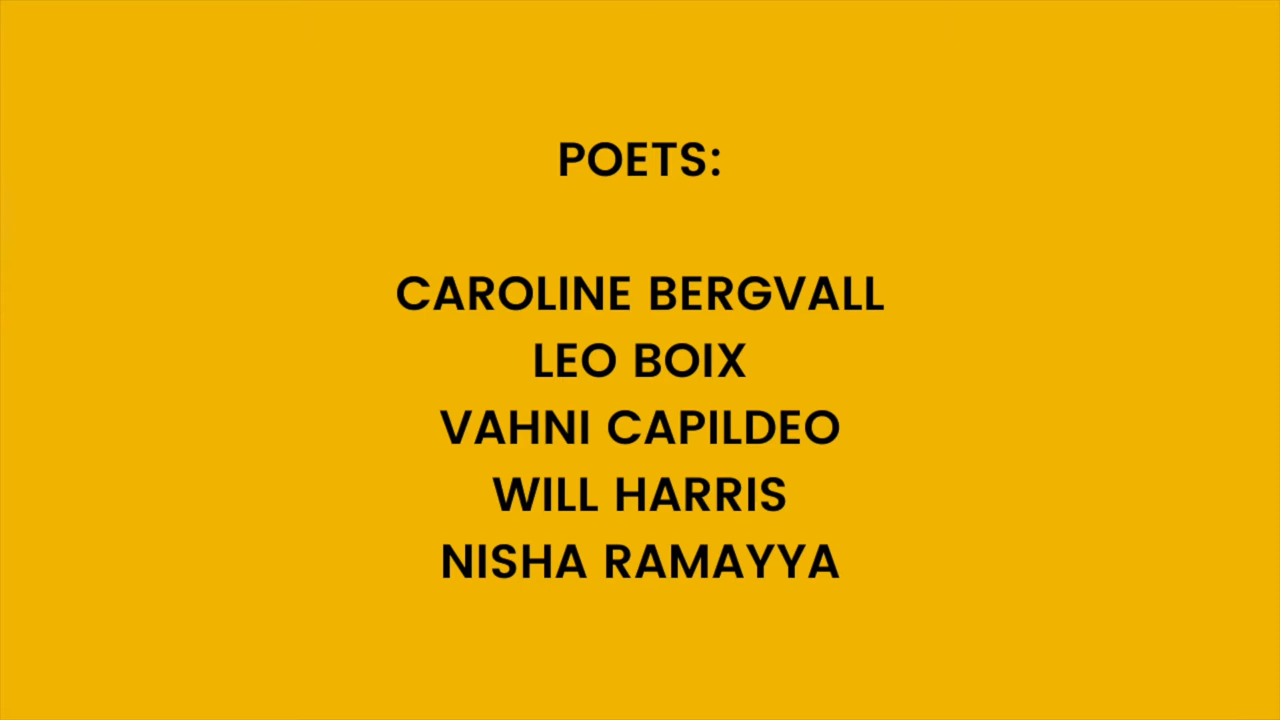 POETS:
CAROLINE BERGVALL
LEO BOIX
VAHNI CAPILDEO
WILL HARRIS
NISHA RAMAYYA